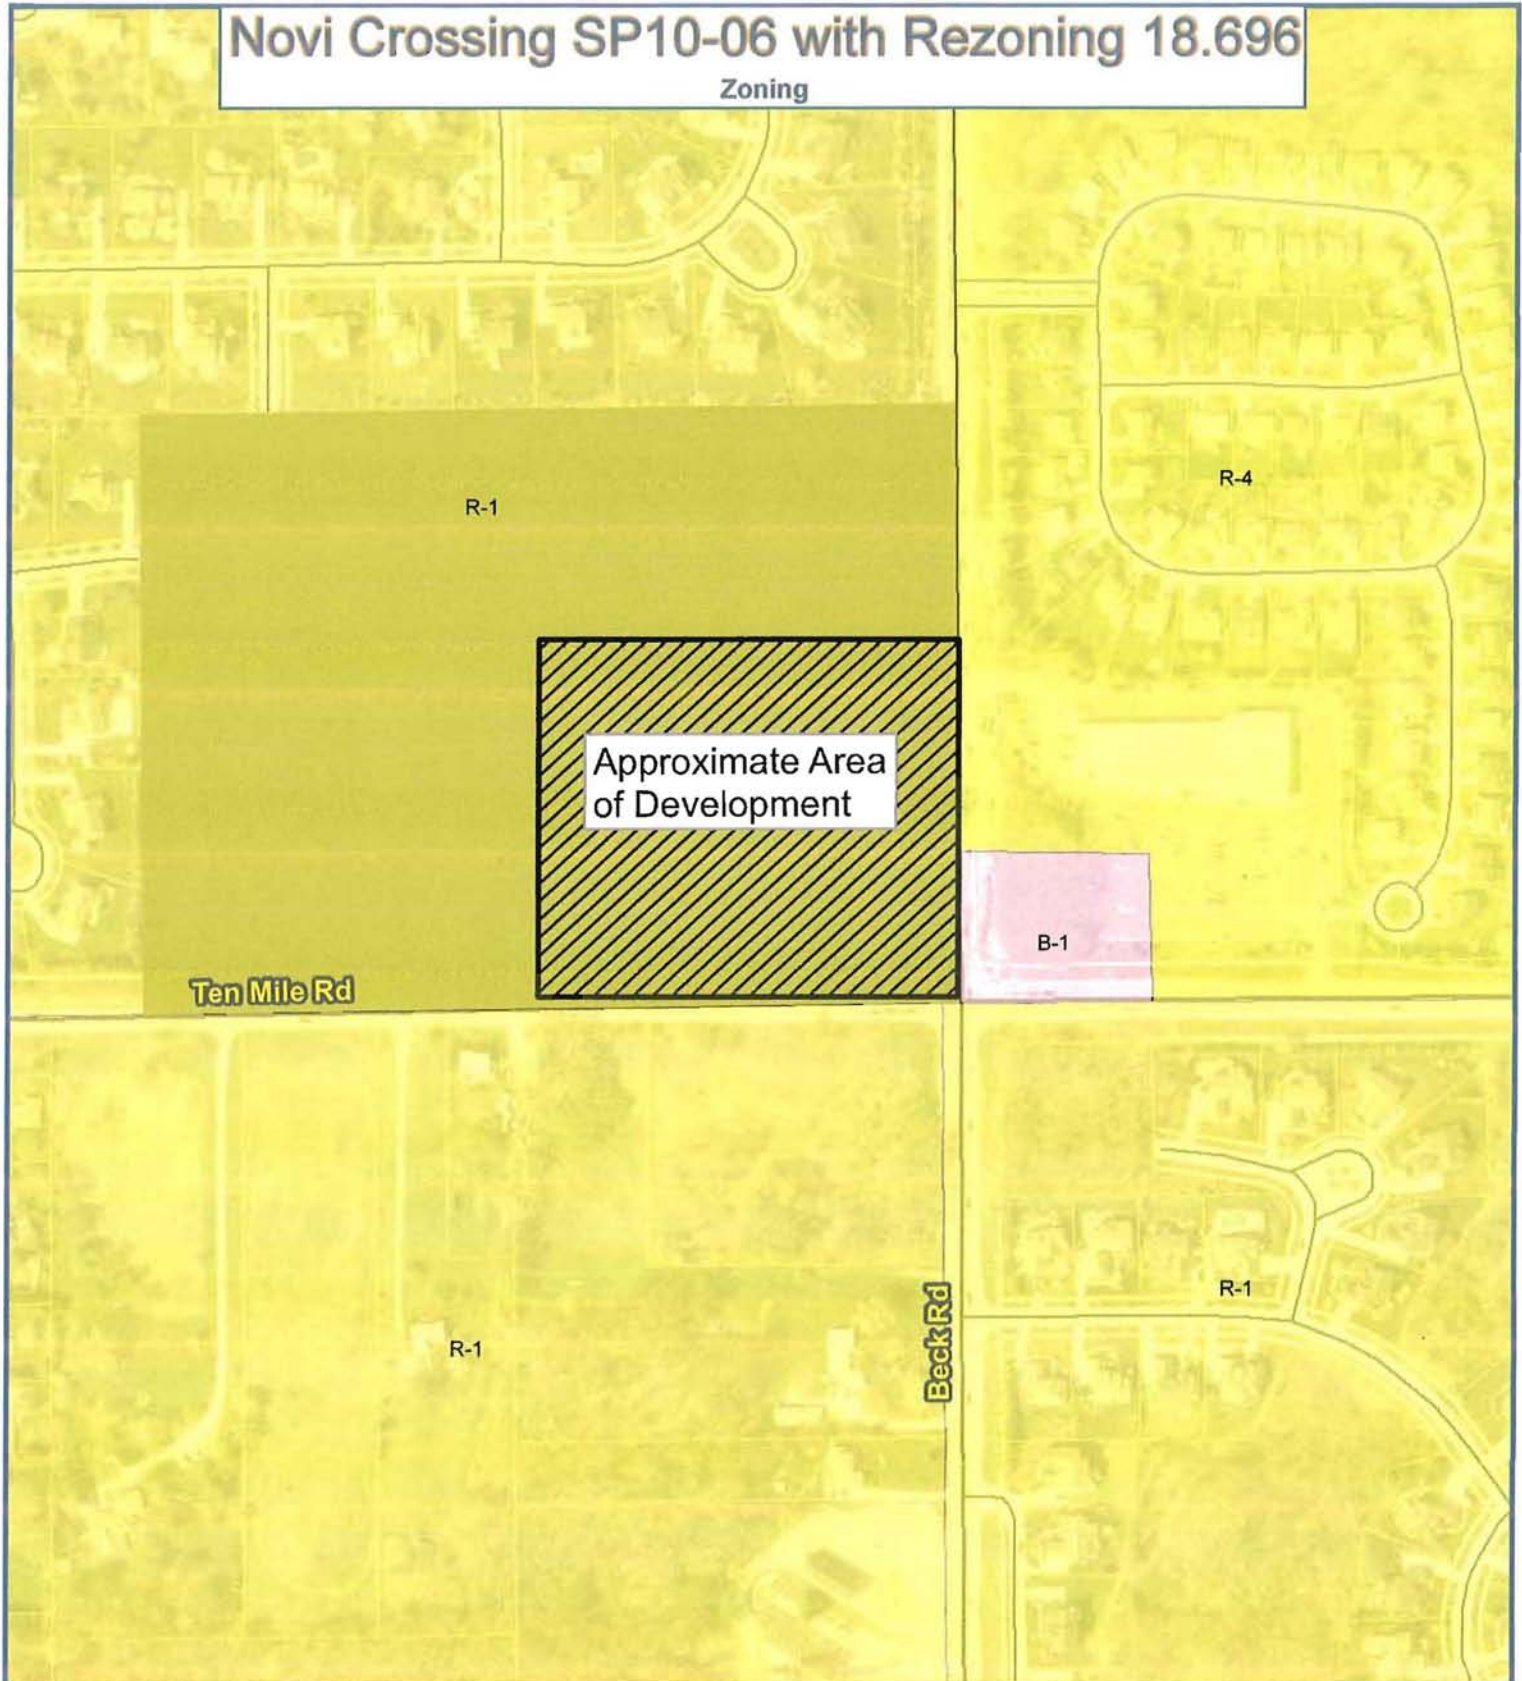 Novi Crossing SP10-06 with Rezoning 18.696
Zoning
R-4
R-1
Approximate Area
of Development
B-1
Ten Mile Rd
R-1
Beck Rd
R-1